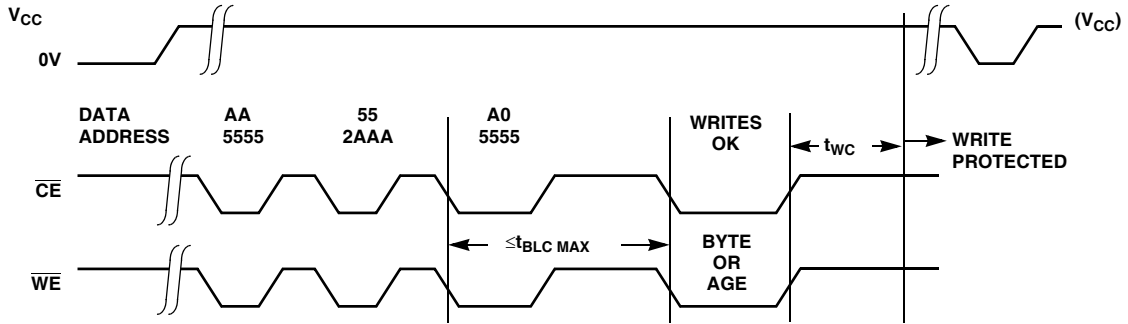 VCC
(VCC)
0V
DATA AA 55 A0 WRITES
ADDRESS 5555 2AAA 5555 OK
tWC
WRITE
PROTECTED
CE
≤tBLC MAX
BYTE
OR
AGE
WE